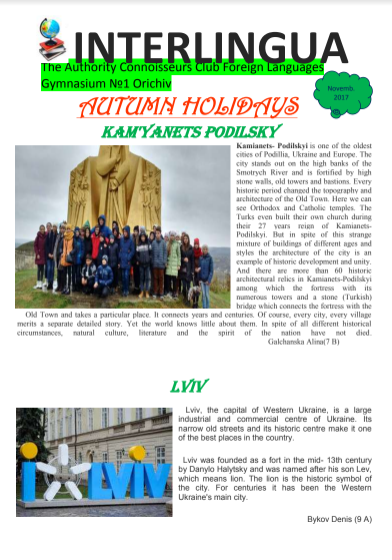 INTERLINGUA
The Authority Connoisseurs Club Foreign Languages
Gymnasium №1 Orichiv
Novemb.
2017
AUTUMN HOLIDAYS
KAM'YANETS PODILSKY
Kamianets- Podilskyi is one of the oldest
cities of Podillia, Ukraine and Europe. The
city stands out on the high banks of the
Smotrych River and is fortified by high
stone walls, old towers and bastions. Every
historic period changed the topography and
architecture of the Old Town. Here we can
see Orthodox and Catholic temples. The
Turks even built their own church during
their 27 years reign of Kamianets-
Podilskyi. But in spite of this strange
mixture of buildings of different ages and
styles the architecture of the city is an
example of historic development and unity.
And there are more than 60 historic
architectural relics in Kamianets-Podilskyi
among which the fortress with its
numerous towers and a stone (Turkish)
bridge which connects the fortress with the
Old Town and takes a particular place. It connects years and centuries. Of course, every city, every village
merits a separate detailed story. Yet the world knows little about them. In spite of all different historical
circumstances, natural culture, literature and the spirit of the nation have not died.
Galchanska Alina(7 B)
LVIV
Lviv, the capital of Western Ukraine, is a large
industrial and commercial centre of Ukraine. Its
narrow old streets and its historic centre make it one
of the best places in the country.
Lviv was founded as a fort in the mid- 13th century
by Danylo Halytsky and was named after his son Lev,
which means lion. The lion is the historic symbol of
the city. For centuries it has been the Western
Ukraine's main city.
i LVIV
Bykov Denis (9 A)